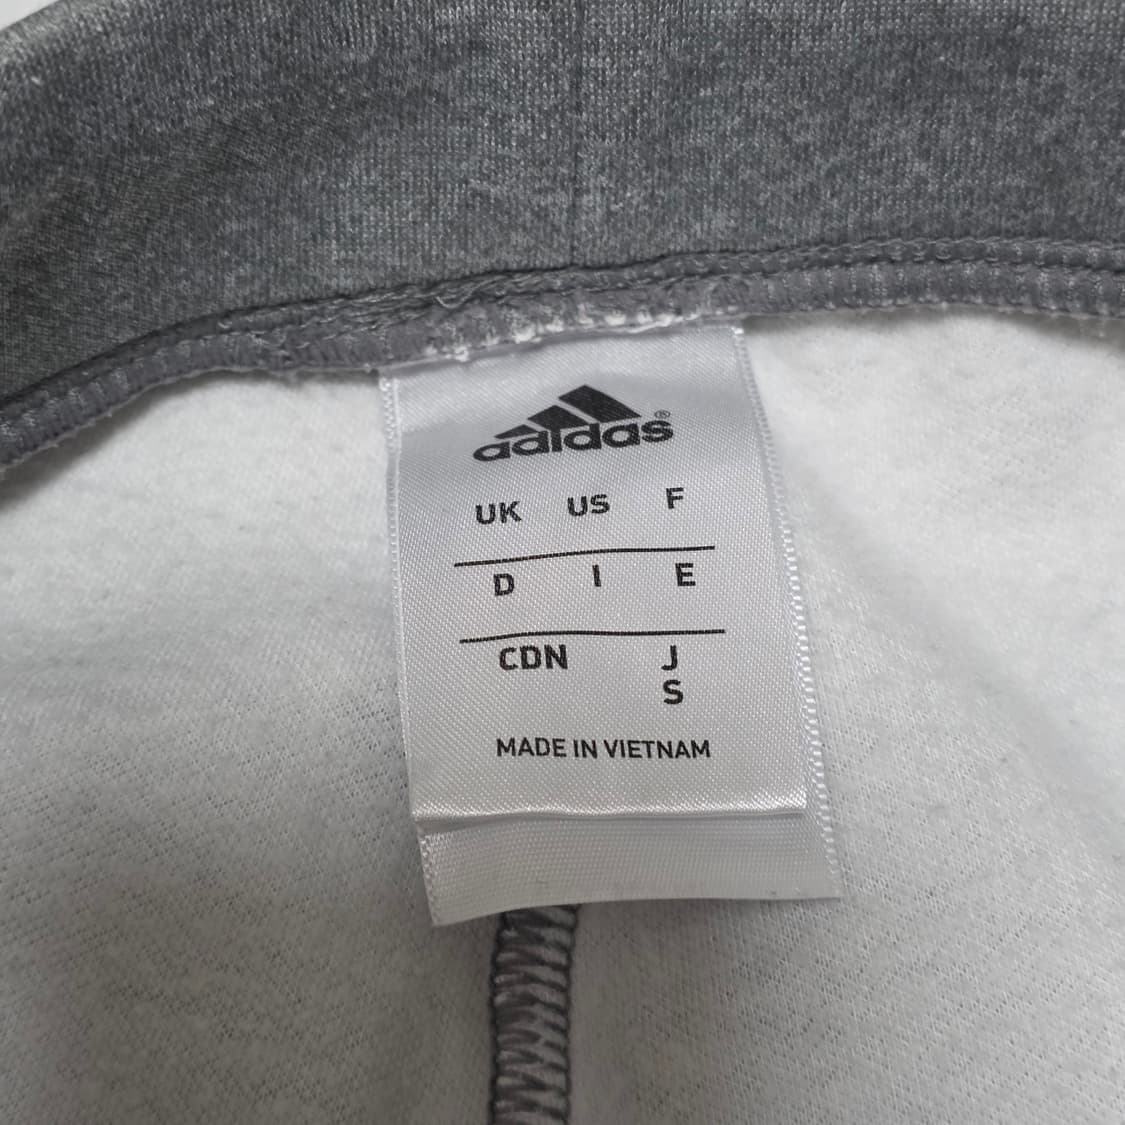 adidas®
UK US F
D I E
CDN J
S
MADE IN VIETNAM